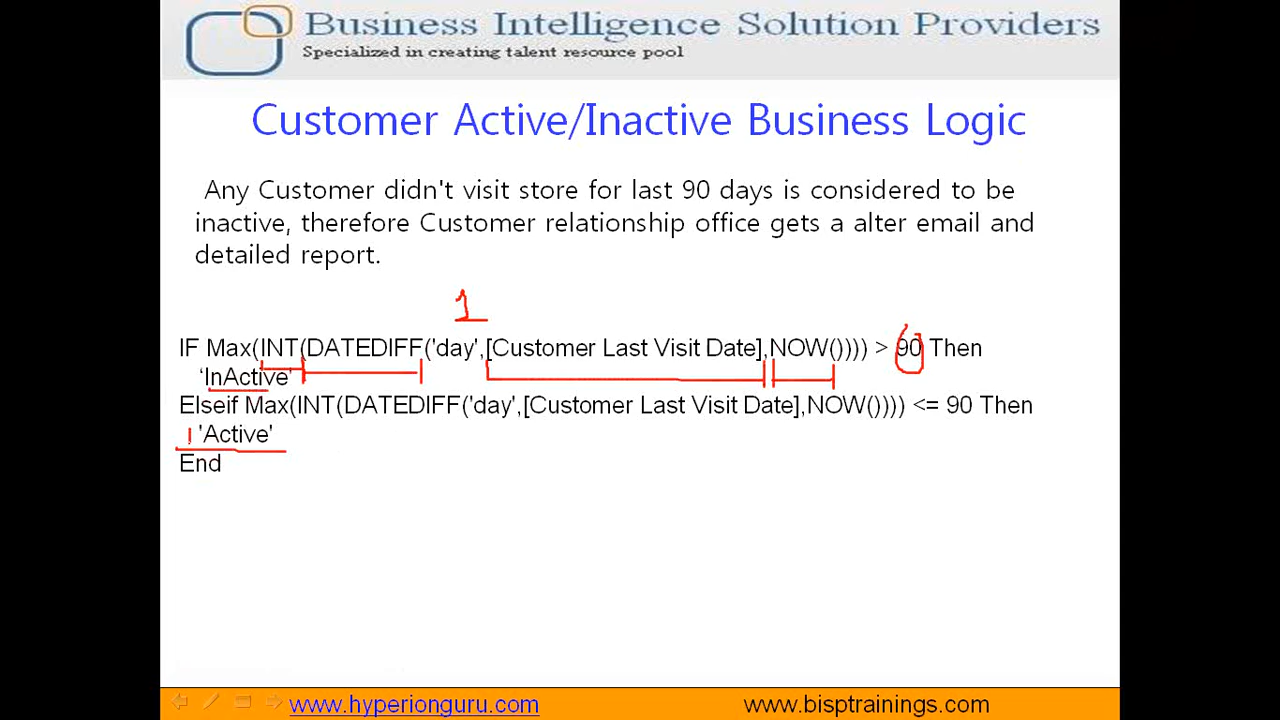 Business Intelligence Solution Providers
Specialized in creating talent resource pool
Customer Active/Inactive Business Logic
Any Customer didn't visit store for last 90 days is considered to be
inactive, therefore Customer relationship office gets a alter email and
detailed report.
1
IF Max(INT(DATEDIFF('day',[Customer Last Visit Date],NOW()))) > 90 Then
‘InActive’
Elseif Max(INT(DATEDIFF('day',[Customer Last Visit Date],NOW()))) <= 90 Then
'Active'
End
www.hyperionguru.com
www.bisptrainings.com